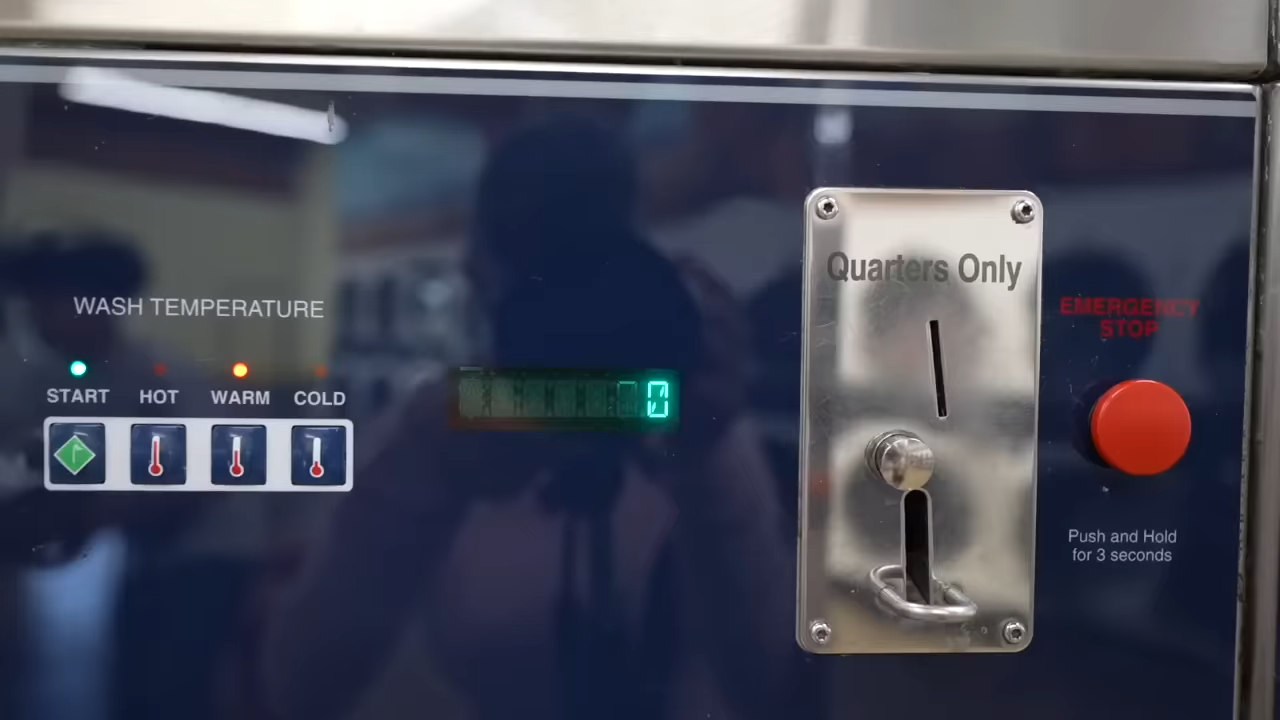 WASH TEMPERATURE
START HOT WARM COLD
0
Quarters Only
EMERGENCY
STOP
Push and Hold
for 3 seconds